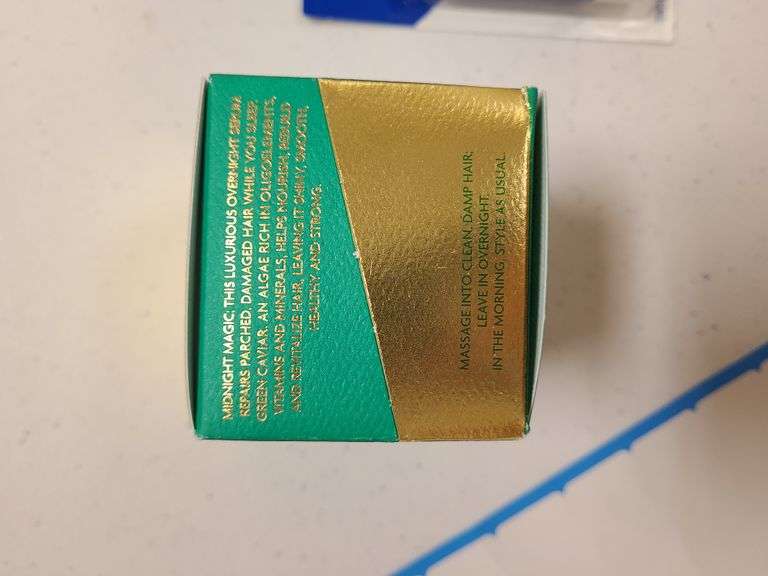 MIDNIGHT MAGIC: THIS LUXURIOUS OVERNIGHT SERUM
REPAIRS PARCHED, DAMAGED HAIR WHILE YOU SLEEP.
GREEN CAVIAR, AN ALGAE RICH IN OLIGOELEMENTS,
VITAMINS AND MINERALS, HELPS NOURISH, REBUILD
AND REVITALIZE HAIR, LEAVING IT SHINY, SMOOTH,
HEALTHY AND STRONG.
MASSAGE INTO CLEAN, DAMP HAIR;
LEAVE IN OVERNIGHT.
IN THE MORNING, STYLE AS USUAL.